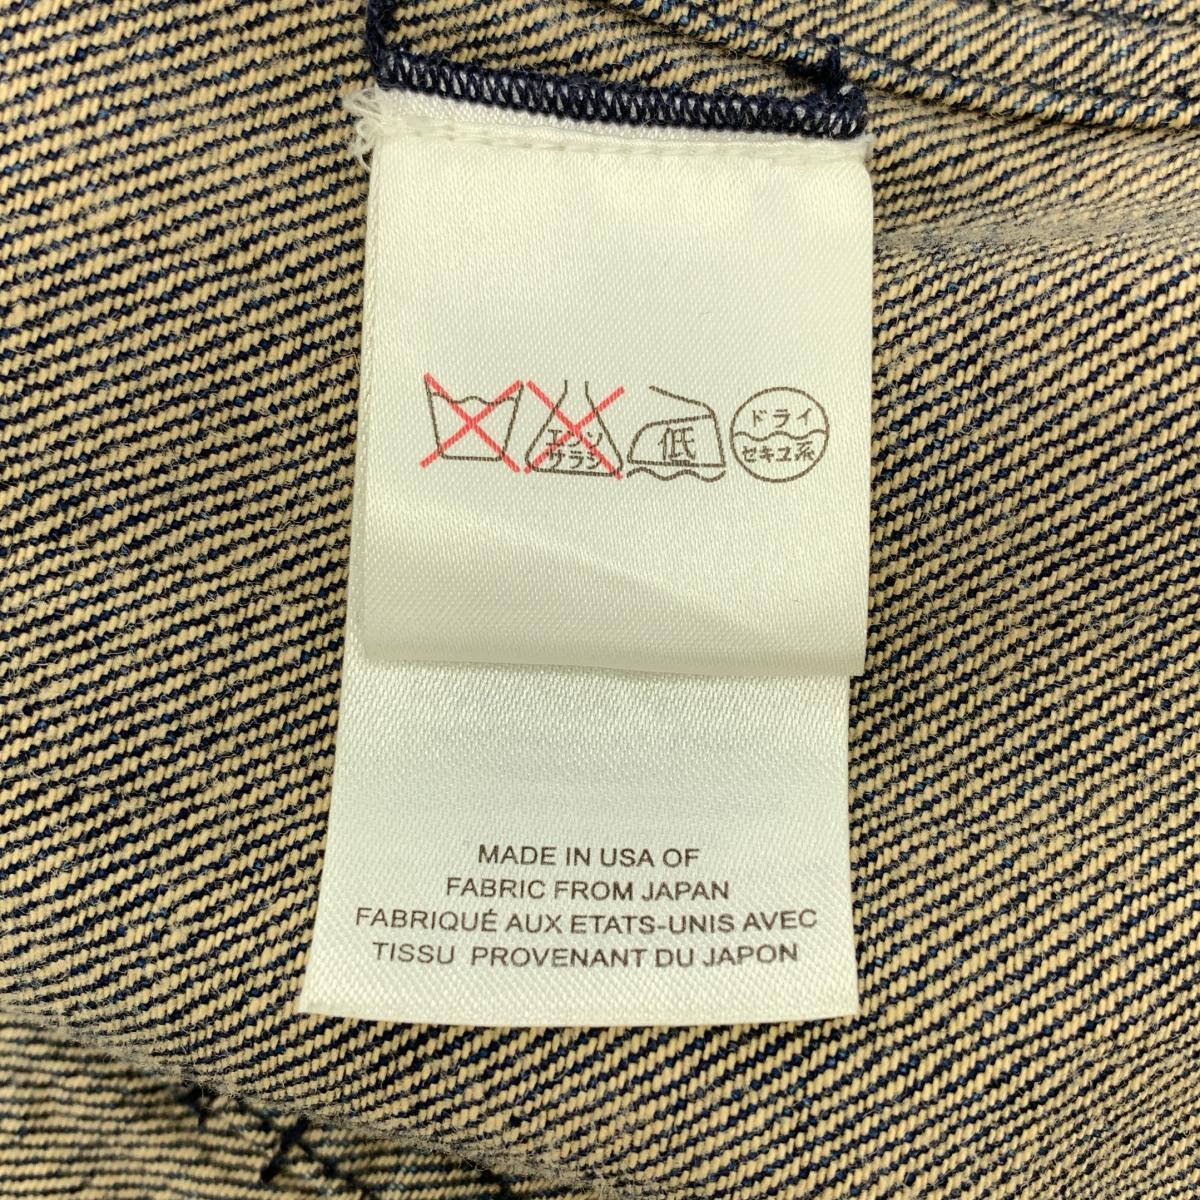 エンソ
サラシ
低
ドライ
セキユ系
MADE IN USA OF
FABRIC FROM JAPAN
FABRIQUÉ AUX ETATS-UNIS AVEC
TISSU PROVENANT DU JAPON